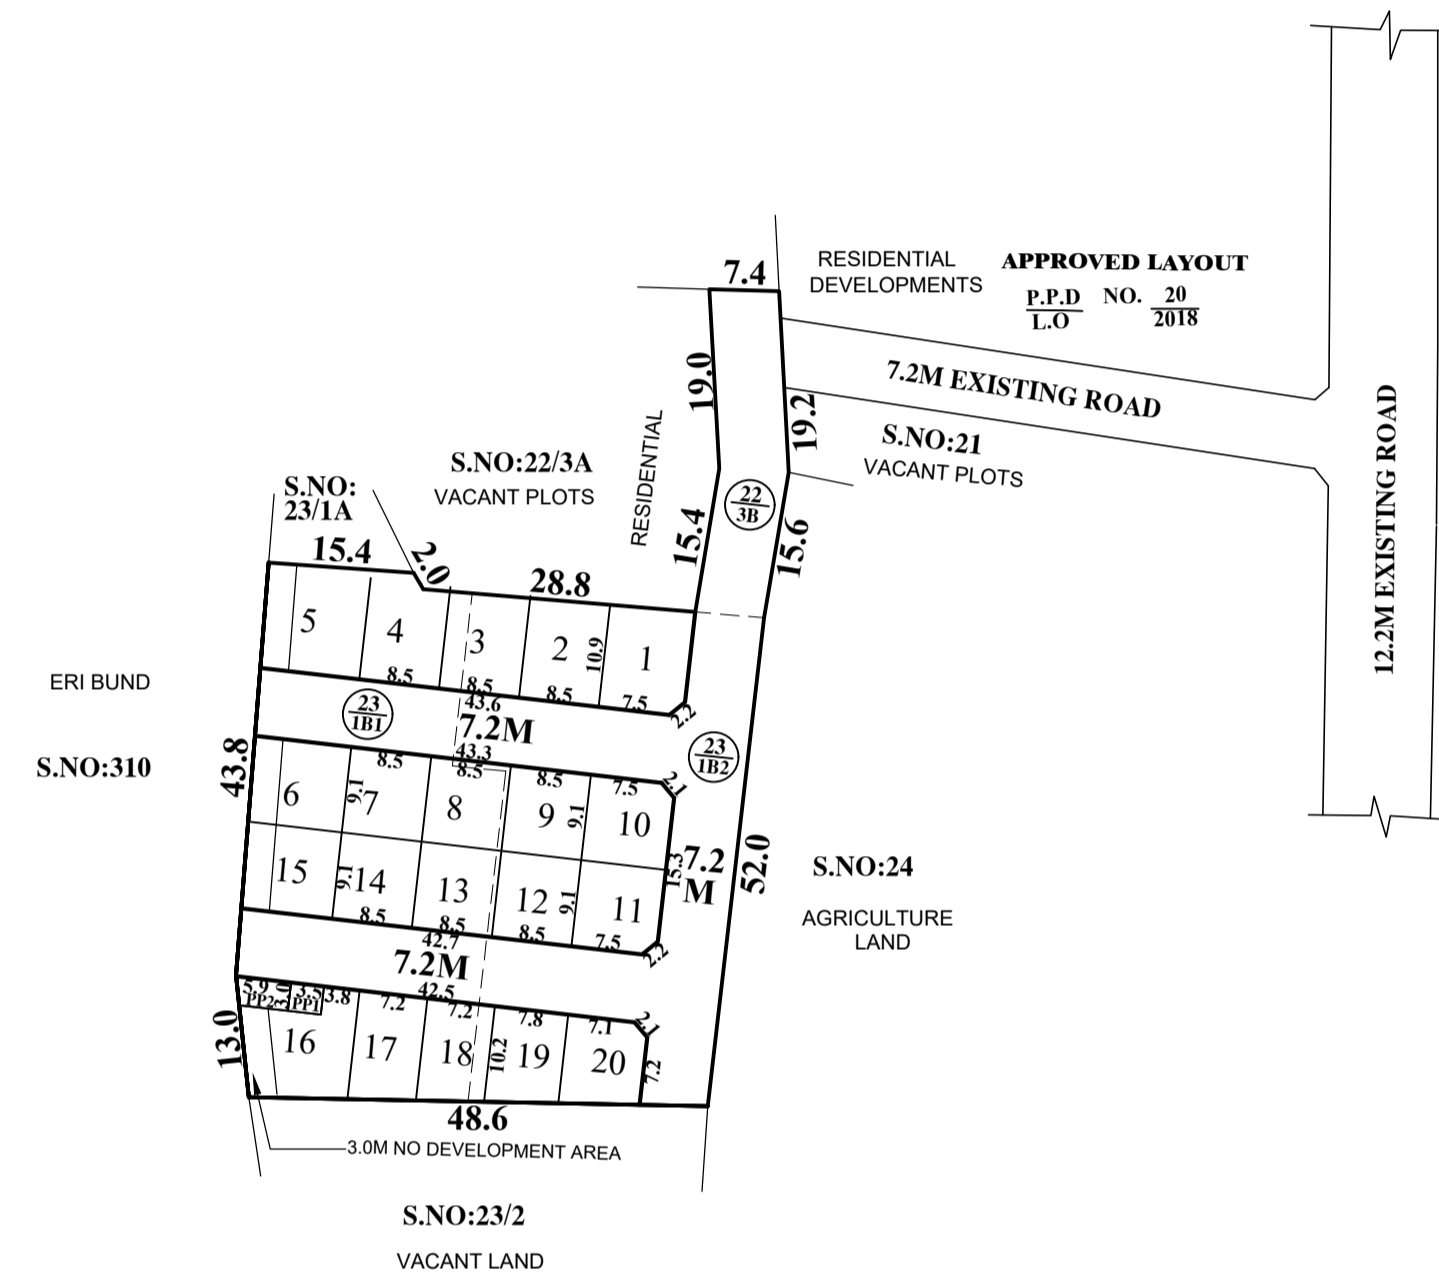 7.4
RESIDENTIAL
DEVELOPMENTS
APPROVED LAYOUT
P.P.D NO. 20
L.O 2018
7.2M EXISTING ROAD
12.2M EXISTING ROAD
19.0
19.2
S.NO:21
VACANT PLOTS
S.NO:22/3A
VACANT PLOTS
RESIDENTIAL
22
3B
15.4
15.6
S.NO:
23/1A
15.4
2.0
28.8
5
4
3
2
10.9
1
8.5
8.5
8.5
7.5
2.2
43.6
ERI BUND
23
1B1
7.2M
43.3
23
1B2
S.NO:310
43.8
8.5
8.5
8.5
7.5
2.1
6
9.1
7
8
9
9.1
10
15
9.1
14
13
12
9.1
11
15.3
7.2
M
52.0
S.NO:24
AGRICULTURE
LAND
8.5
8.5
8.5
7.5
2.2
42.7
7.2M
42.5
5.9
3.0
3.5
3.8
PP2
PP1
7.2
7.2
7.8
7.1
2.1
13.0
16
17
18
10.2
19
20
7.2
48.6
3.0M NO DEVELOPMENT AREA
S.NO:23/2
VACANT LAND